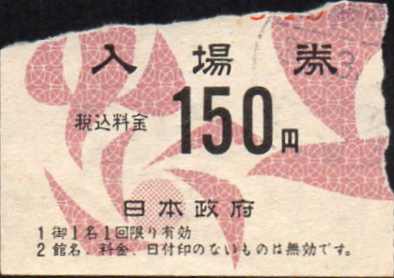 入場券
税込料金 150円
日本政府
1 御1名1回限り有効
2 館名、料金、日付印のないものは無効です。